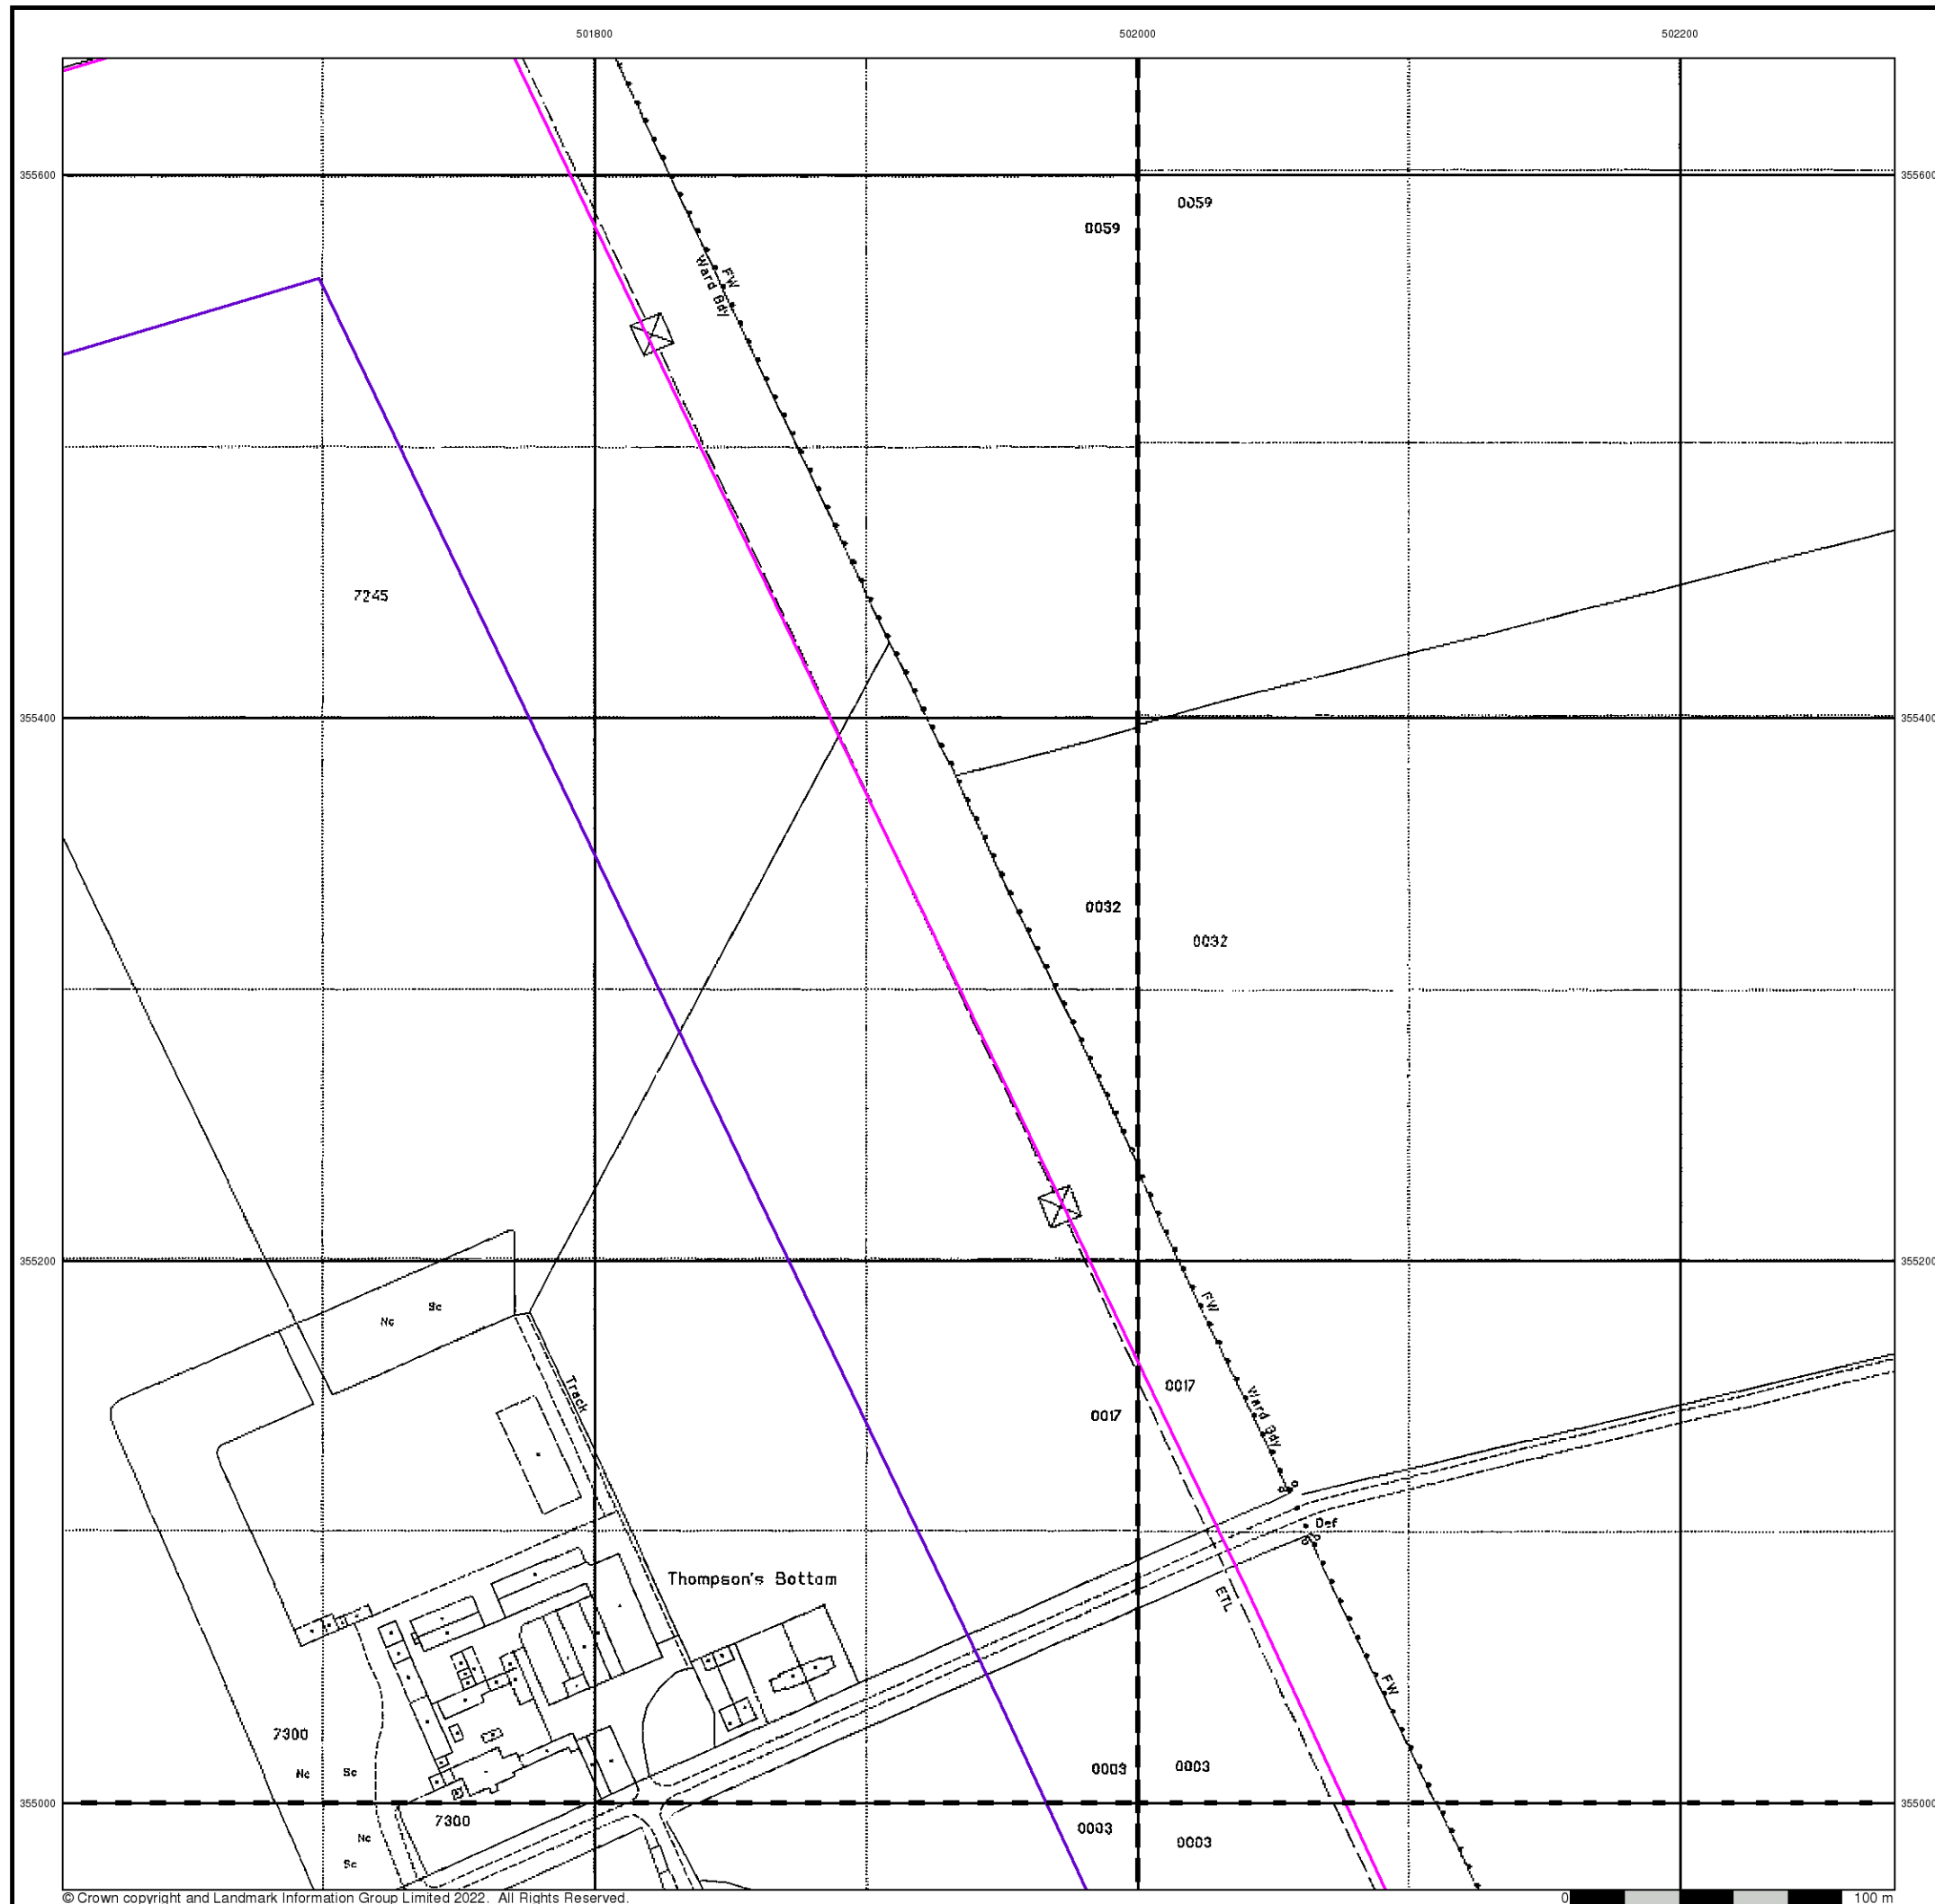 501800 502000 502200
355600 355600
0059
0059
FW
Ward Bdy
7245
355400 355400
0032
0032
355200 355200
Nc Sc
FW
Track
0017
0017
Ward Bdy
Def
Thompson's Bottom
ETL
FW
7300
Nc Sc
0003 0003
355000 355000
7300
0003 0003
Nc
Sc
© Crown copyright and Landmark Information Group Limited 2022. All Rights Reserved.
0 100 m